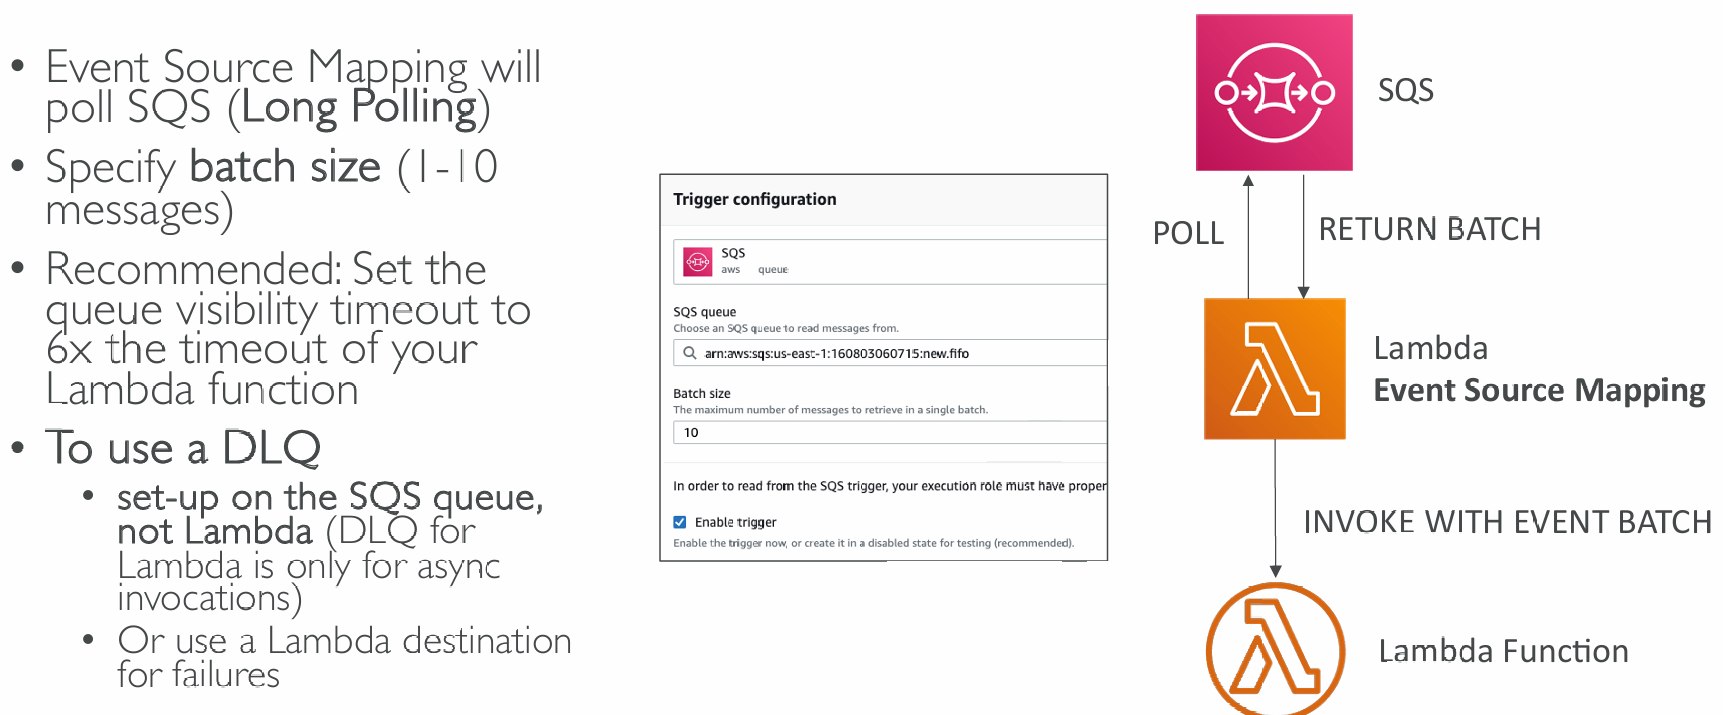 • Event Source Mapping will
poll SQS (Long Polling)
• Specify batch size (1-10
messages)
• Recommended: Set the
queue visibility timeout to
6x the timeout of your
Lambda function
• To use a DLQ
• set-up on the SQS queue,
not Lambda (DLQ for
Lambda is only for async
invocations)
• Or use a Lambda destination
for failures
Trigger configuration
SQS
aws queue
SQS queue
Choose an SQS queue to read messages from.
arn:aws:sqs:us-east-1:160803060715:new.fifo
Batch size
The maximum number of messages to retrieve in a single batch.
10
In order to read from the SQS trigger, your execution role must have proper
Enable trigger
Enable the trigger now, or create it in a disabled state for testing (recommended).
SQS
POLL
RETURN BATCH
Lambda
Event Source Mapping
INVOKE WITH EVENT BATCH
Lambda Function